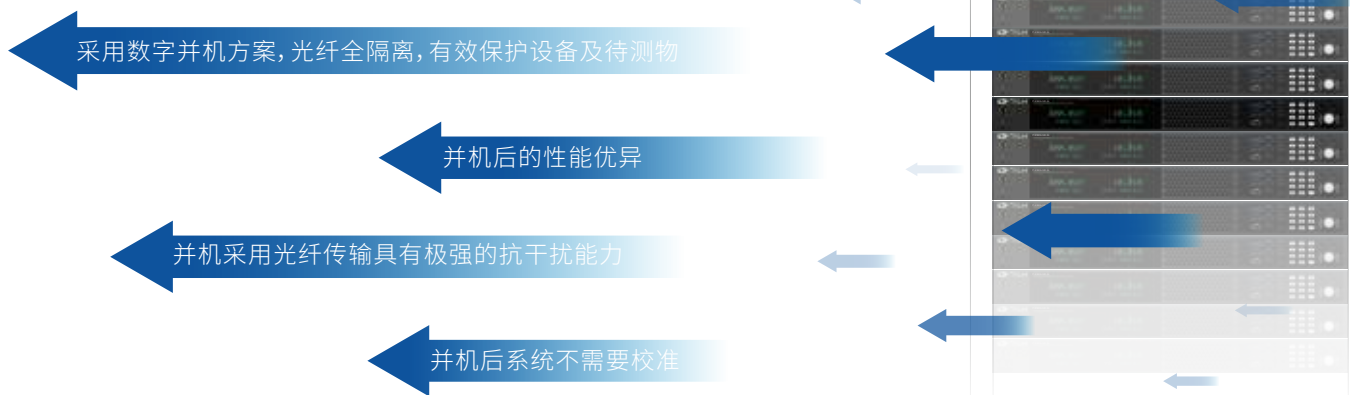 采用数字并机方案，光纤全隔离，有效保护设备及待测物
并机后的性能优异
并机采用光纤传输具有极强的抗干扰能力
并机后系统不需要校准